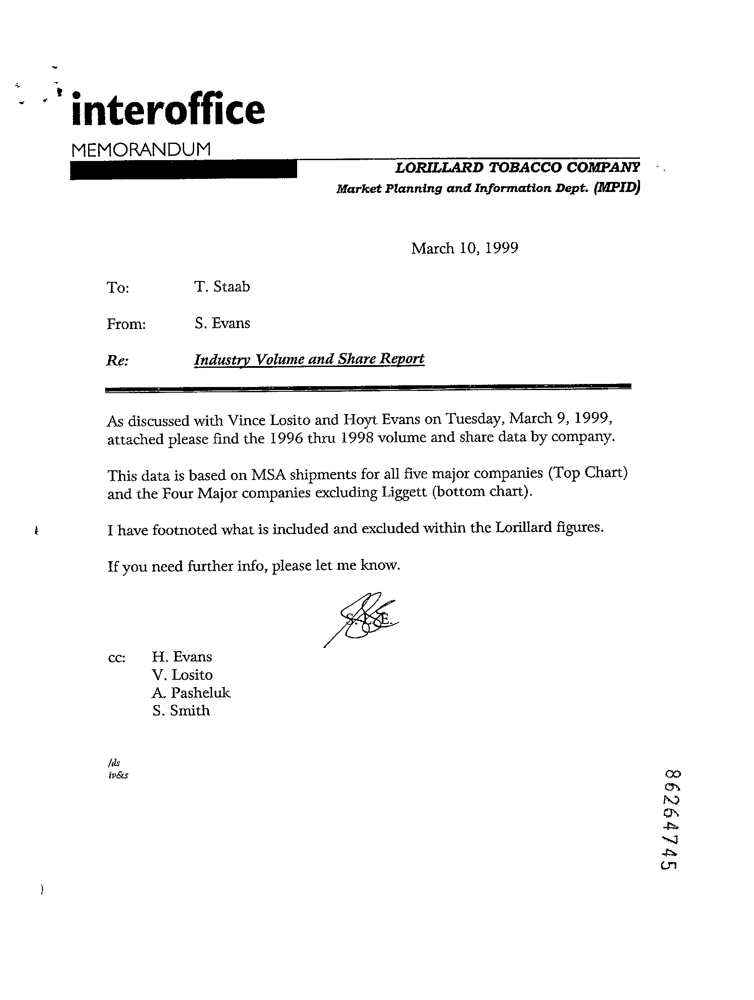 interoffice
MEMORANDUM
LORILLARD TOBACCO COMPANY
Market Planning and Information Dept. (MPID)
March 10, 1999
To: T. Staab
From: S. Evans
Re: Industry Volume and Share Report
As discussed with Vince Losito and Hoyt Evans on Tuesday, March 9, 1999,
attached please find the 1996 thru 1998 volume and share data by company.
This data is based on MSA shipments for all five major companies (Top Chart)
and the Four Major companies excluding Liggett (bottom chart).
I have footnoted what is included and excluded within the Lorillard figures.
If you need further info, please let me know.
cc: H. Evans
V. Losito
A. Pasheluk
S. Smith
/ds
iv&s
86264745